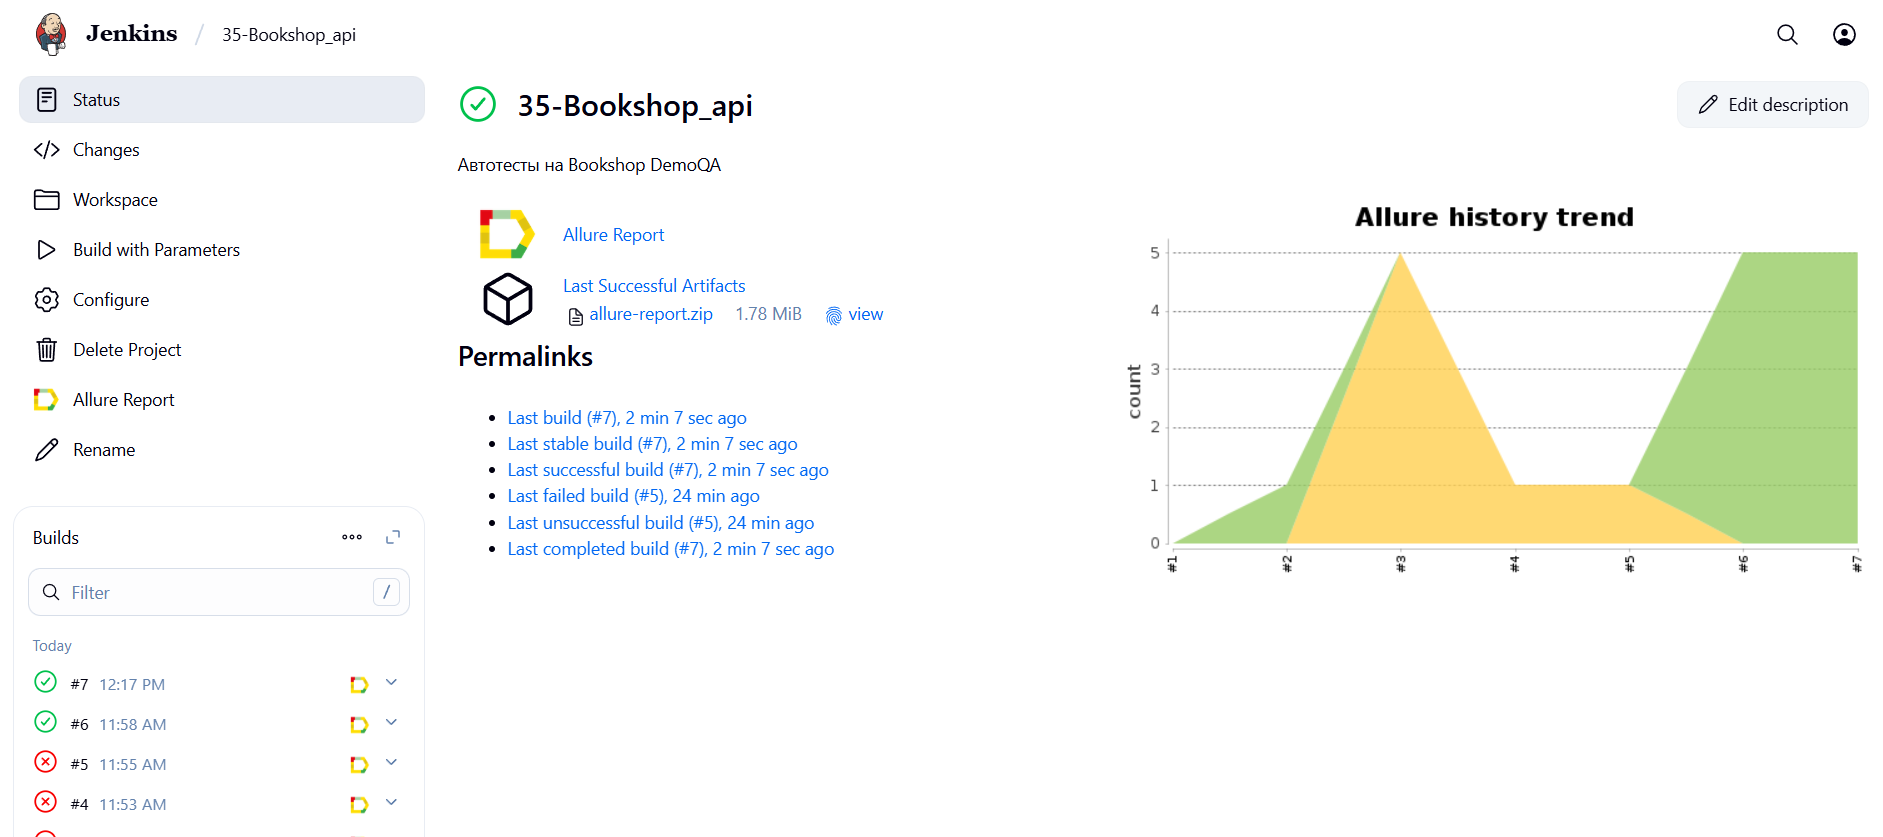 Jenkins / 35-Bookshop_api
Status
Changes
Workspace
Build with Parameters
Configure
Delete Project
Allure Report
Rename
Builds
Filter /
Today
#7 12:17 PM
#6 11:58 AM
#5 11:55 AM
#4 11:53 AM
35-Bookshop_api
Edit description
Автотесты на Bookshop DemoQA
Allure Report
Last Successful Artifacts
allure-report.zip 1.78 MiB view
Permalinks
Last build (#7), 2 min 7 sec ago
Last stable build (#7), 2 min 7 sec ago
Last successful build (#7), 2 min 7 sec ago
Last failed build (#5), 24 min ago
Last unsuccessful build (#5), 24 min ago
Last completed build (#7), 2 min 7 sec ago
Allure history trend
count
5
4
3
2
1
0
#1 #2 #3 #4 #5 #6 #7